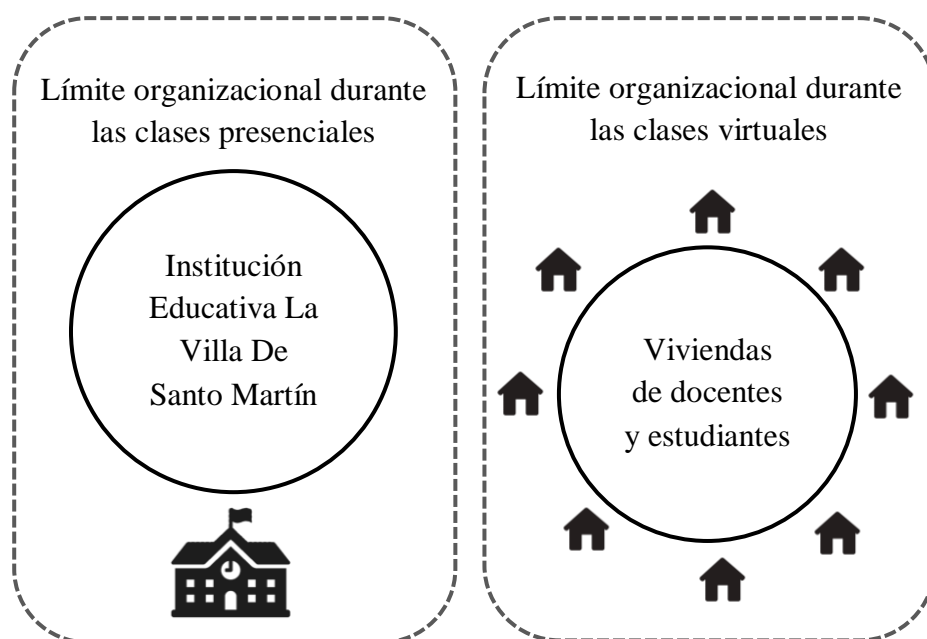 Límite organizacional durante
las clases presenciales
Institución
Educativa La
Villa De
Santo Martín
Límite organizacional durante
las clases virtuales
Viviendas
de docentes
y estudiantes